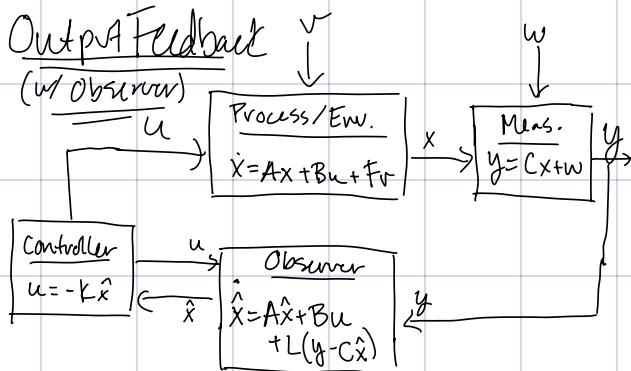 Output Feedback
(w/ Observer)
v
w
u
Process/Env.
ẋ=Ax+Bu+Fv
x
Meas.
y=Cx+w
y
Controller
u=-Kx̂
u
x̂
Observer
x̂̇=Ax̂+Bu
+L(y-Cx̂)
y